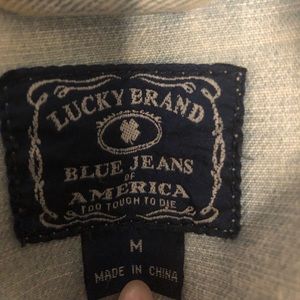 LUCKY BRAND
BLUE JEANS
OF
AMERICA
TOO TOUGH TO DIE
M
MADE IN CHINA